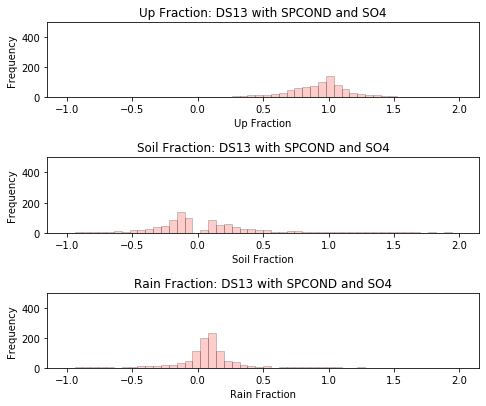 Up Fraction: DS13 with SPCOND and SO4
400
200
0
Frequency
-1.0 -0.5 0.0 0.5 1.0 1.5 2.0
Up Fraction
Soil Fraction: DS13 with SPCOND and SO4
400
200
0
Frequency
-1.0 -0.5 0.0 0.5 1.0 1.5 2.0
Soil Fraction
Rain Fraction: DS13 with SPCOND and SO4
400
200
0
Frequency
-1.0 -0.5 0.0 0.5 1.0 1.5 2.0
Rain Fraction